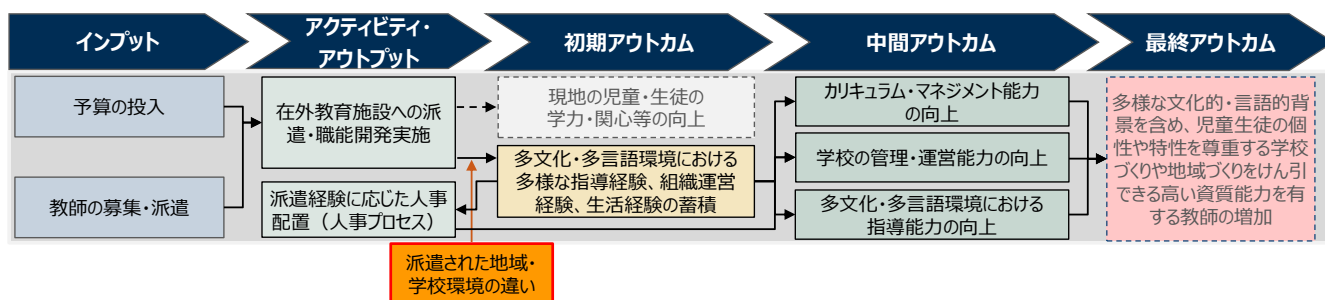 インプット
アクティビティ・
アウトプット
初期アウトカム
中間アウトカム
最終アウトカム
予算の投入
教師の募集・派遣
在外教育施設への派
遣・職能開発実施
派遣経験に応じた人事
配置（人事プロセス）
現地の児童・生徒の
学力・関心等の向上
多文化・多言語環境における
多様な指導経験、組織運営
経験、生活経験の蓄積
派遣された地域・
学校環境の違い
カリキュラム・マネジメント能力
の向上
学校の管理・運営能力の向上
多文化・多言語環境における
指導能力の向上
多様な文化的・言語的背
景を含め、児童生徒の個
性や特性を尊重する学校
づくりや地域づくりをけん引
できる高い資質能力を有
する教師の増加